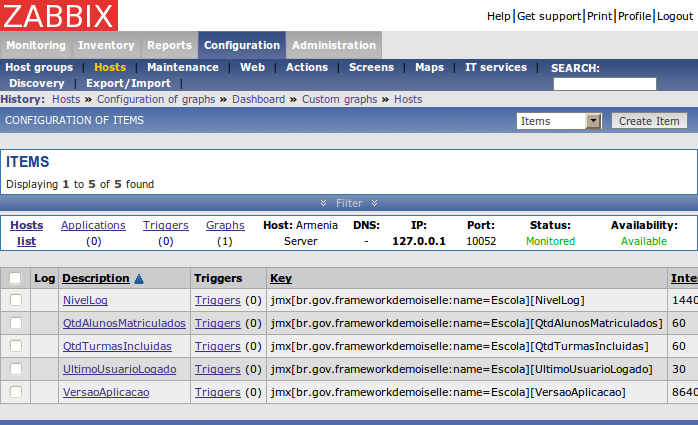 ZABBIX
Help|Get support|Print|Profile|Logout
Monitoring Inventory Reports Configuration Administration
Host groups | Hosts | Maintenance | Web | Actions | Screens | Maps | IT services | SEARCH:
Discovery | Export/Import |
History: Hosts » Configuration of graphs » Dashboard » Custom graphs » Hosts
CONFIGURATION OF ITEMS Items Create Item
ITEMS
Displaying 1 to 5 of 5 found
Filter
Hosts list Applications (0) Triggers (0) Graphs (1) Host: Armenia Server DNS: - IP: 127.0.0.1 Port: 10052 Status: Monitored Availability: Available
Log Description Triggers Key Inte
NivelLog Triggers (0) jmx[br.gov.frameworkdemoiselle:name=Escola][NivelLog] 1440
QtdAlunosMatriculados Triggers (0) jmx[br.gov.frameworkdemoiselle:name=Escola][QtdAlunosMatriculados] 60
QtdTurmasIncluidas Triggers (0) jmx[br.gov.frameworkdemoiselle:name=Escola][QtdTurmasIncluidas] 60
UltimoUsuarioLogado Triggers (0) jmx[br.gov.frameworkdemoiselle:name=Escola][UltimoUsuarioLogado] 30
VersaoAplicacao Triggers (0) jmx[br.gov.frameworkdemoiselle:name=Escola][VersaoAplicacao] 8640